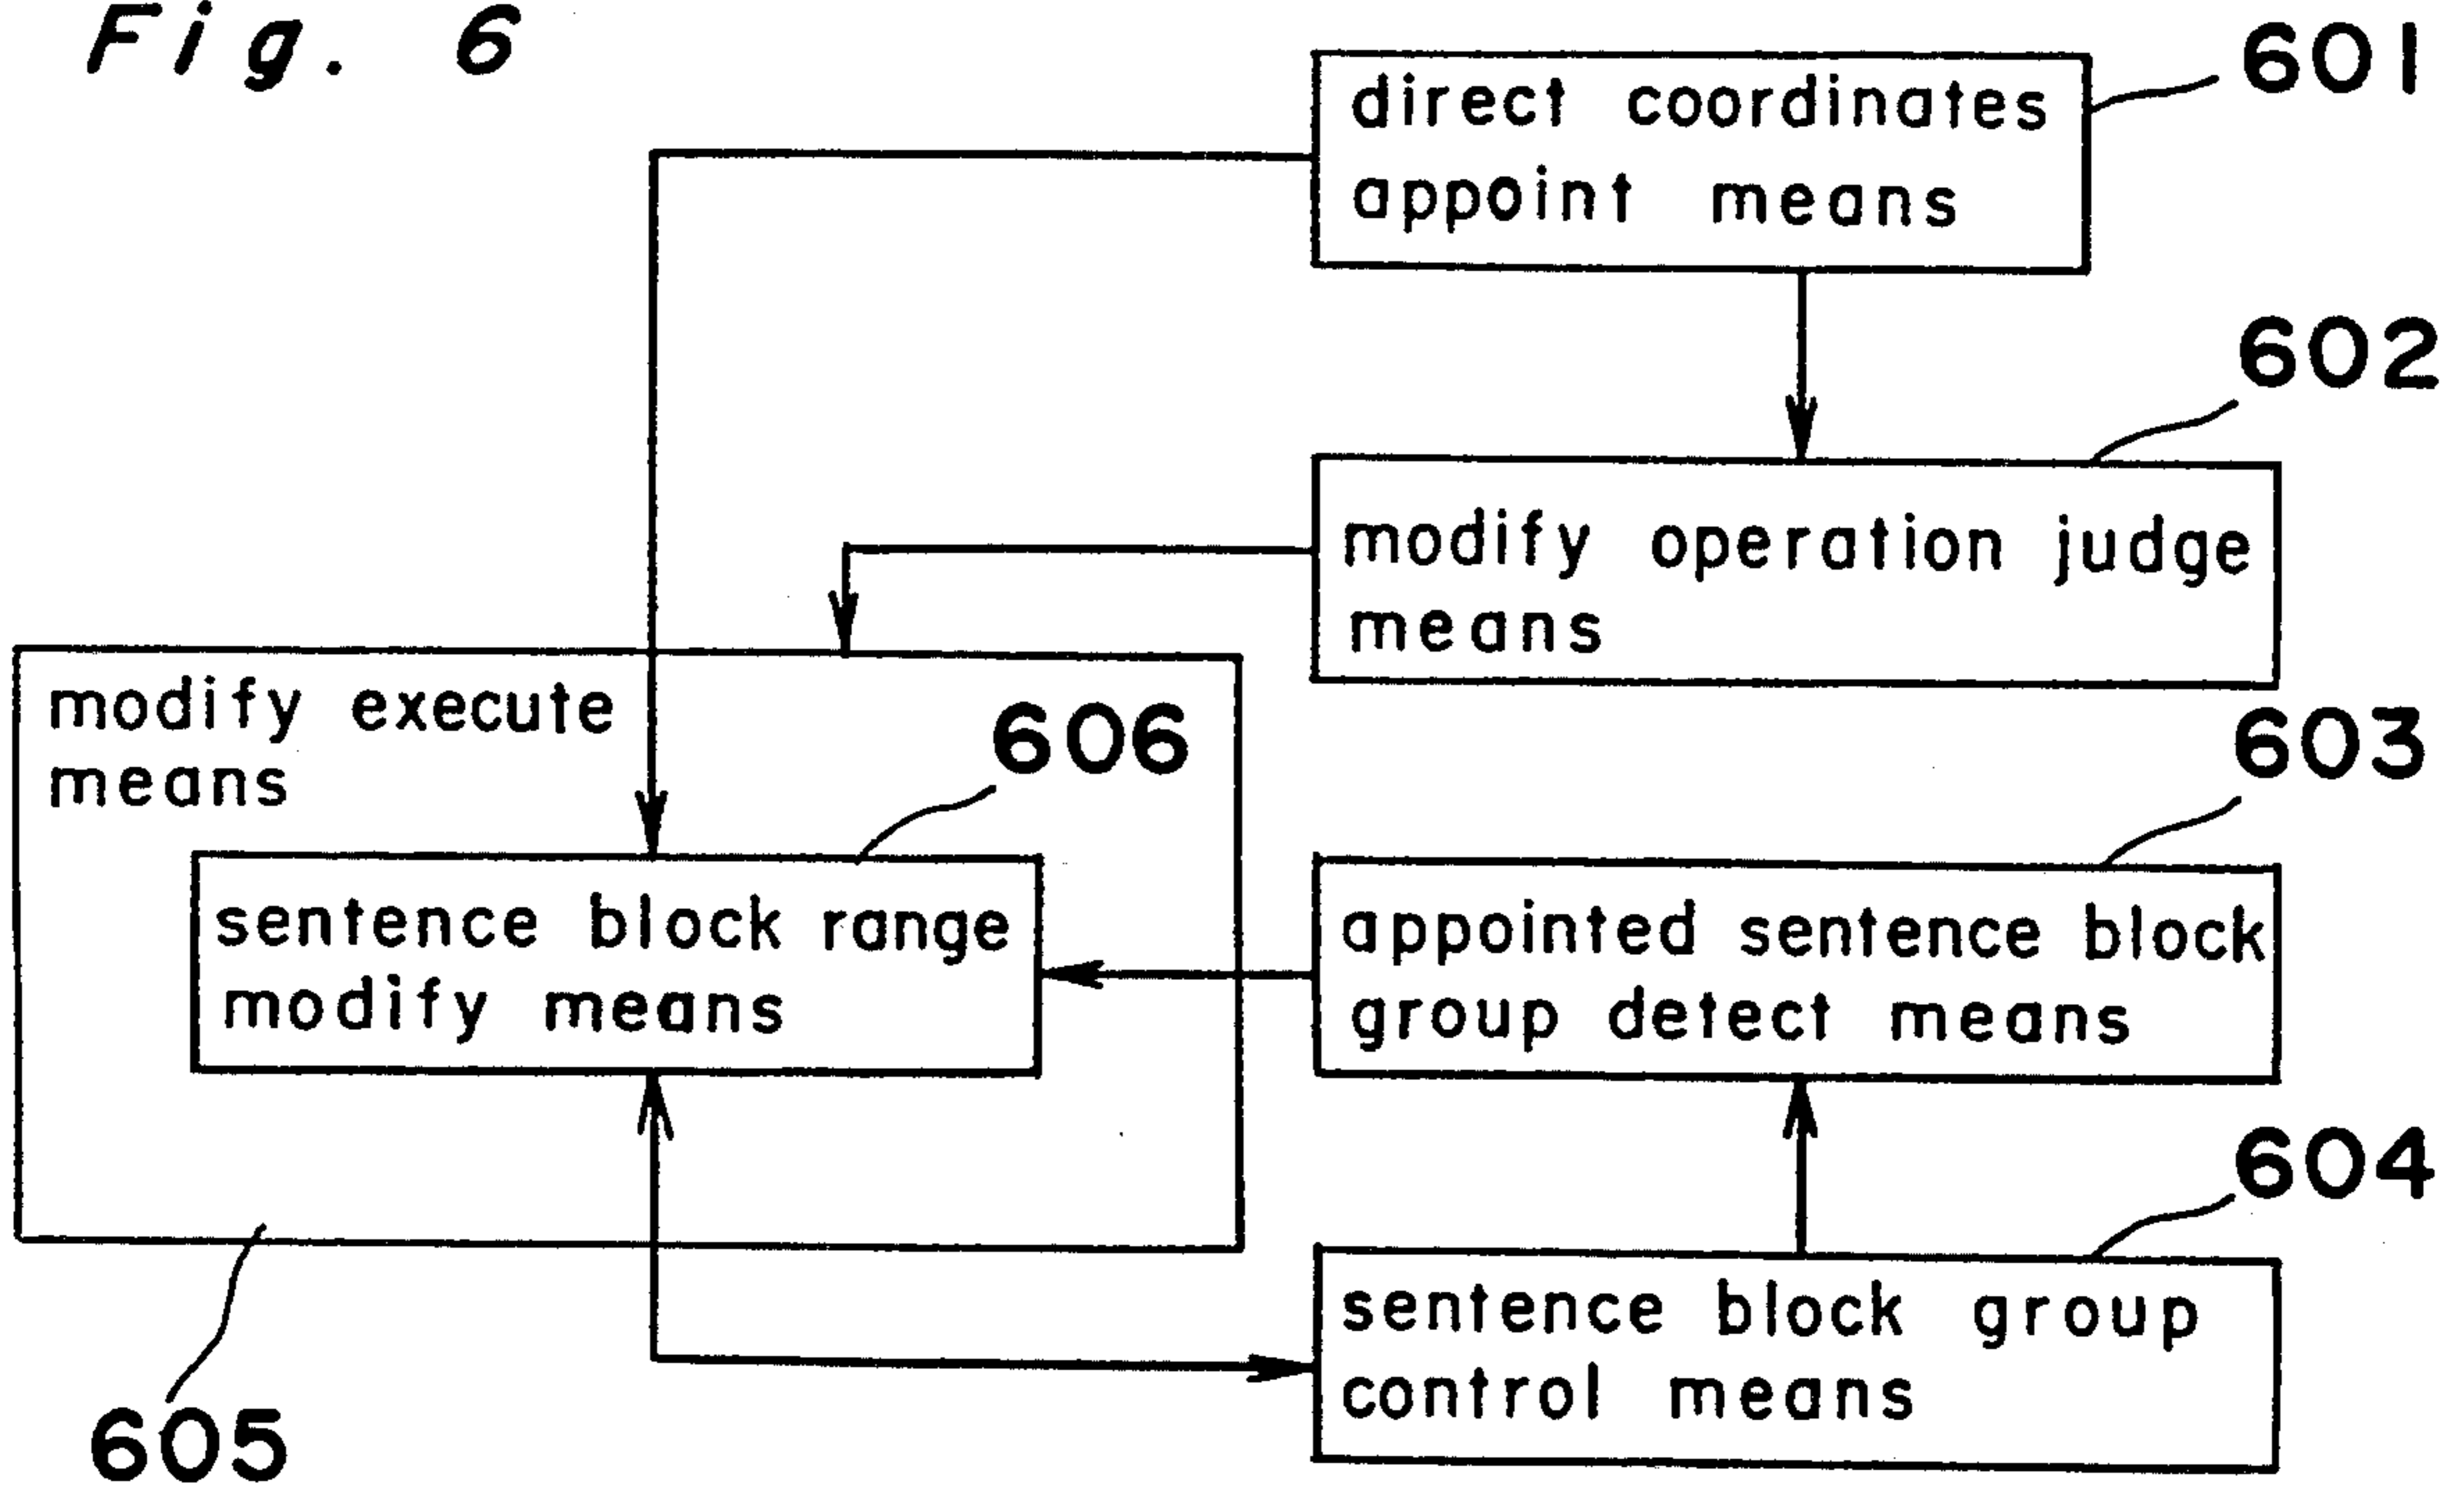 Fig. 6
601
direct coordinates
appoint means
602
modify operation judge
means
modify execute
means
606
603
sentence block range
modify means
appointed sentence block
group detect means
604
sentence block group
control means
605